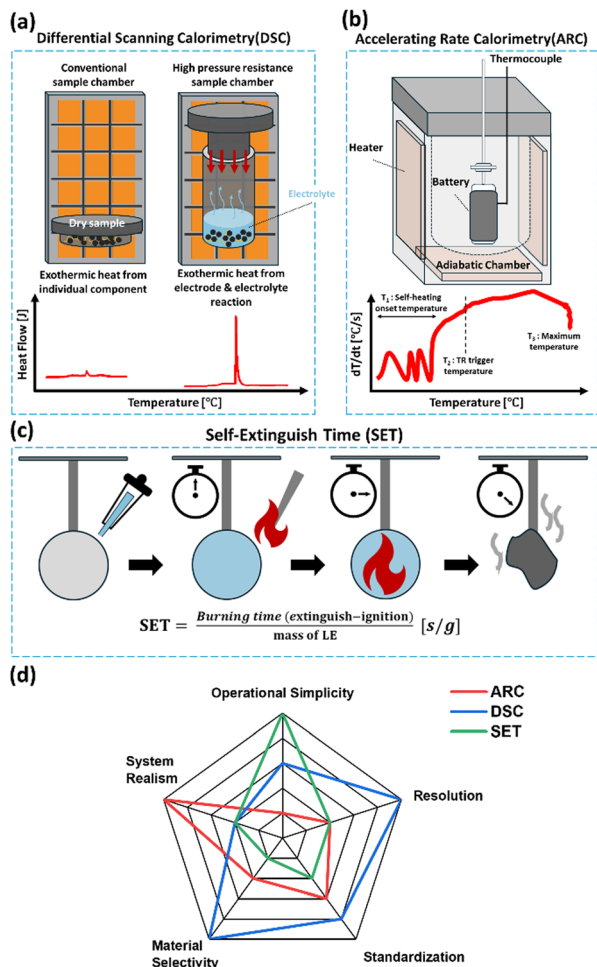 (a)
Differential Scanning Calorimetry(DSC)
Conventional
sample chamber
High pressure resistance
sample chamber
Dry sample
Electrolyte
Exothermic heat from
individual component
Exothermic heat from
electrode & electrolyte
reaction
Heat Flow [J]
Temperature [℃]
(b)
Accelerating Rate Calorimetry(ARC)
Thermocouple
Heater
Battery
Adiabatic Chamber
T₁ : Self-heating
onset temperature
T₂ : TR trigger
temperature
T₃ : Maximum
temperature
dT/dt [℃/s]
Temperature [℃]
(c)
Self-Extinguish Time (SET)
SET = Burning time (extinguish−ignition) / mass of LE [s/g]
(d)
ARC
DSC
SET
Operational Simplicity
System
Realism
Resolution
Material
Selectivity
Standardization